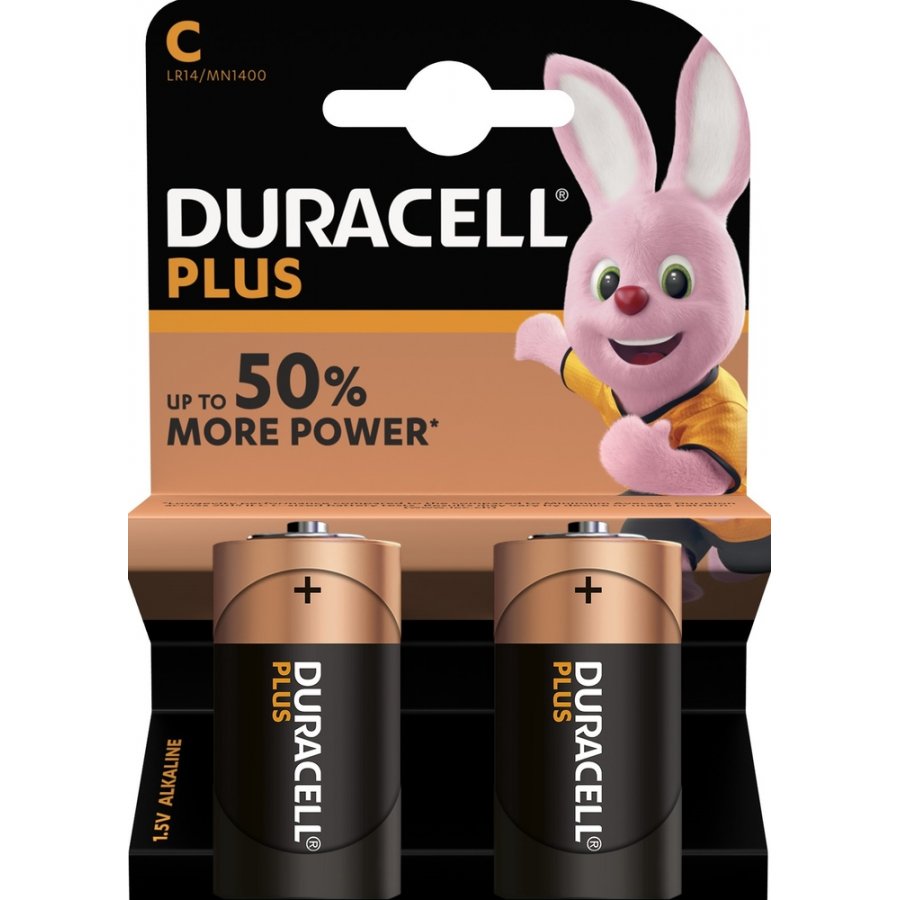 C
LR14/MN1400
DURACELL®
PLUS
UP TO 50%
MORE POWER*
+
+
DURACELL®
PLUS
DURACELL®
PLUS
1.5V ALKALINE